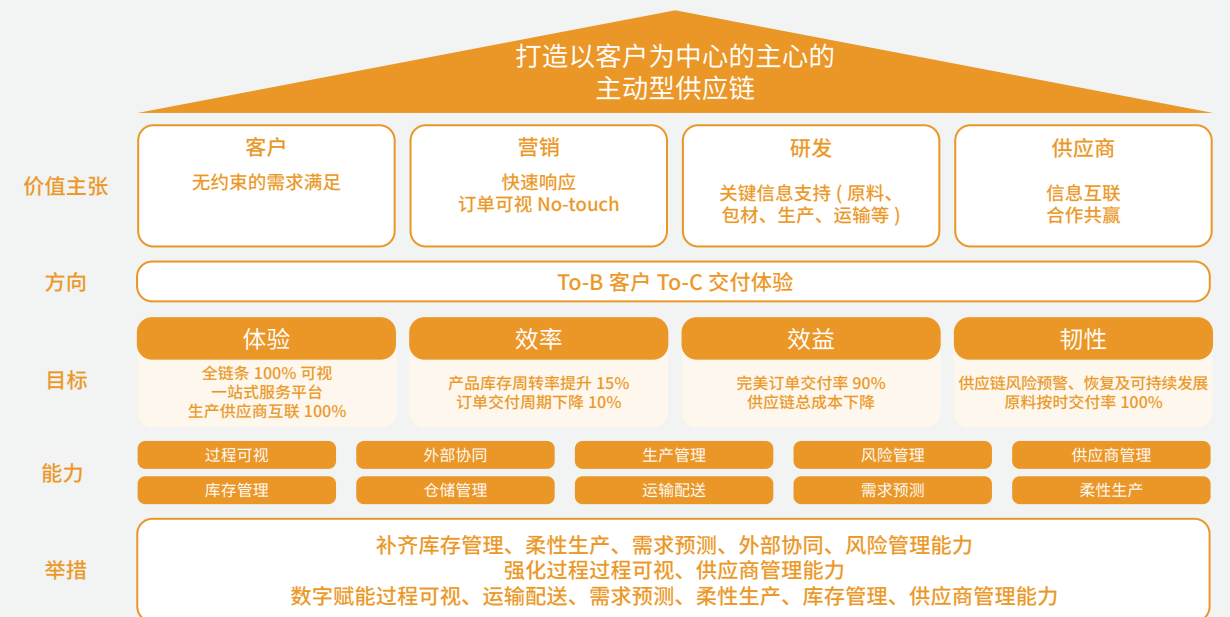 打造以客户为中心的主心的
主动型供应链
价值主张
客户
无约束的需求满足
营销
快速响应
订单可视 No-touch
研发
关键信息支持 ( 原料、
包材、生产、运输等 )
供应商
信息互联
合作共赢
方向
To-B 客户 To-C 交付体验
目标
体验
全链条 100% 可视
一站式服务平台
生产供应商互联 100%
效率
产品库存周转率提升 15%
订单交付周期下降 10%
效益
完美订单交付率 90%
供应链总成本下降
韧性
供应链风险预警、恢复及可持续发展
原料按时交付率 100%
能力
过程可视
外部协同
生产管理
风险管理
供应商管理
库存管理
仓储管理
运输配送
需求预测
柔性生产
举措
补齐库存管理、柔性生产、需求预测、外部协同、风险管理能力
强化过程过程可视、供应商管理能力
数字赋能过程可视、运输配送、需求预测、柔性生产、库存管理、供应商管理能力